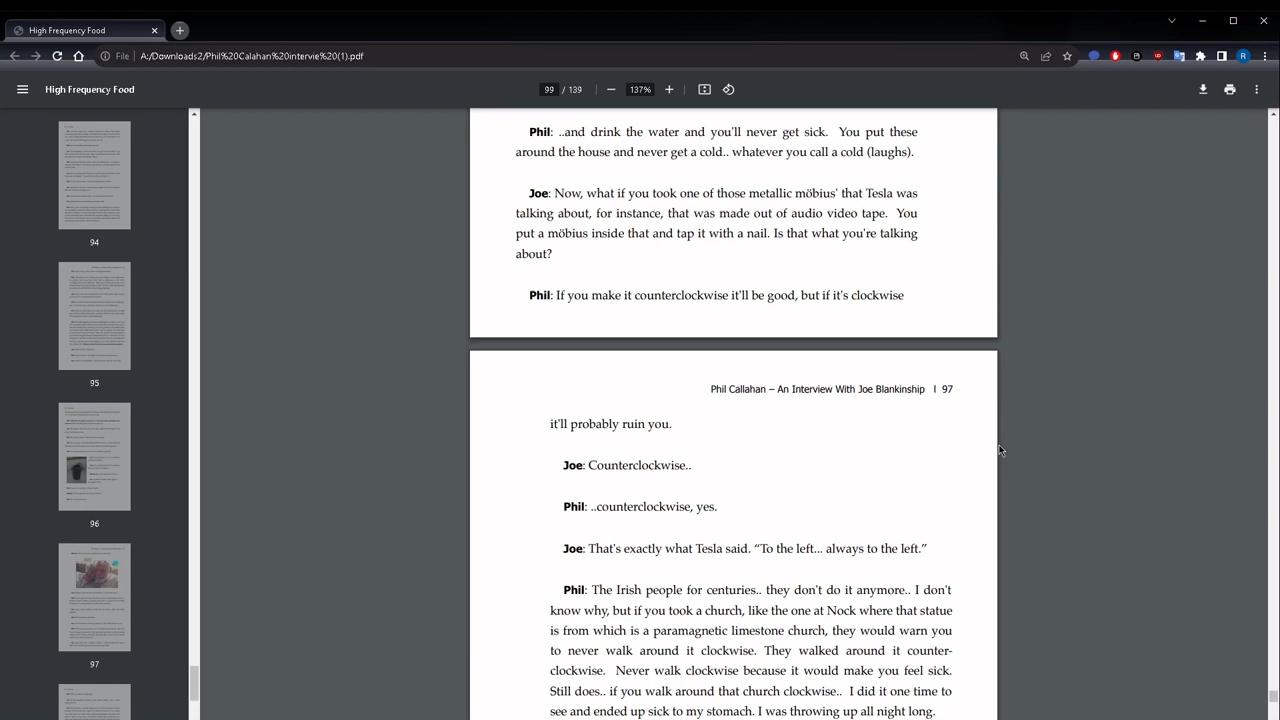 High Frequency Food
File
A:/Downloads2/Phil%20Calahan%20intervie%20(1).pdf
R
High Frequency Food
99 / 139
137%
94
95
96
97
Phil: ..and drink the water and you'll never get sick. You put these
around the house and never get a cold.. whatever you call a cold (laughs).
Joe: Now, what if you took one of those metallic möbius' that Tesla was
talking about, for instance, that was made out of audio video tape. You
put a möbius inside that and tap it with a nail. Is that what you're talking
about?
Phil: If you make it counterclockwise it'll be good, but if it's clockwise
Phil Callahan – An Interview With Joe Blankinship | 97
it'll probably ruin you.
Joe: Counterclockwise..
Phil: ..counterclockwise, yes.
Joe: That's exactly what Tesla said. “To the left... always to the left.”
Phil: The Irish people for centuries.. they don't do it anymore.. I don't
know why, but if you took a church, like the one at Nock where that statue
is from which is a paramagnetic limestone church, they would warn you
to never walk around it clockwise. They walked around it counter-
clockwise. Never walk clockwise because it would make you feel sick.
Still does.. if you walk around that church clockwise.. I did it one time to
see and ended up sick to my stomach. I was throwing up all night long.